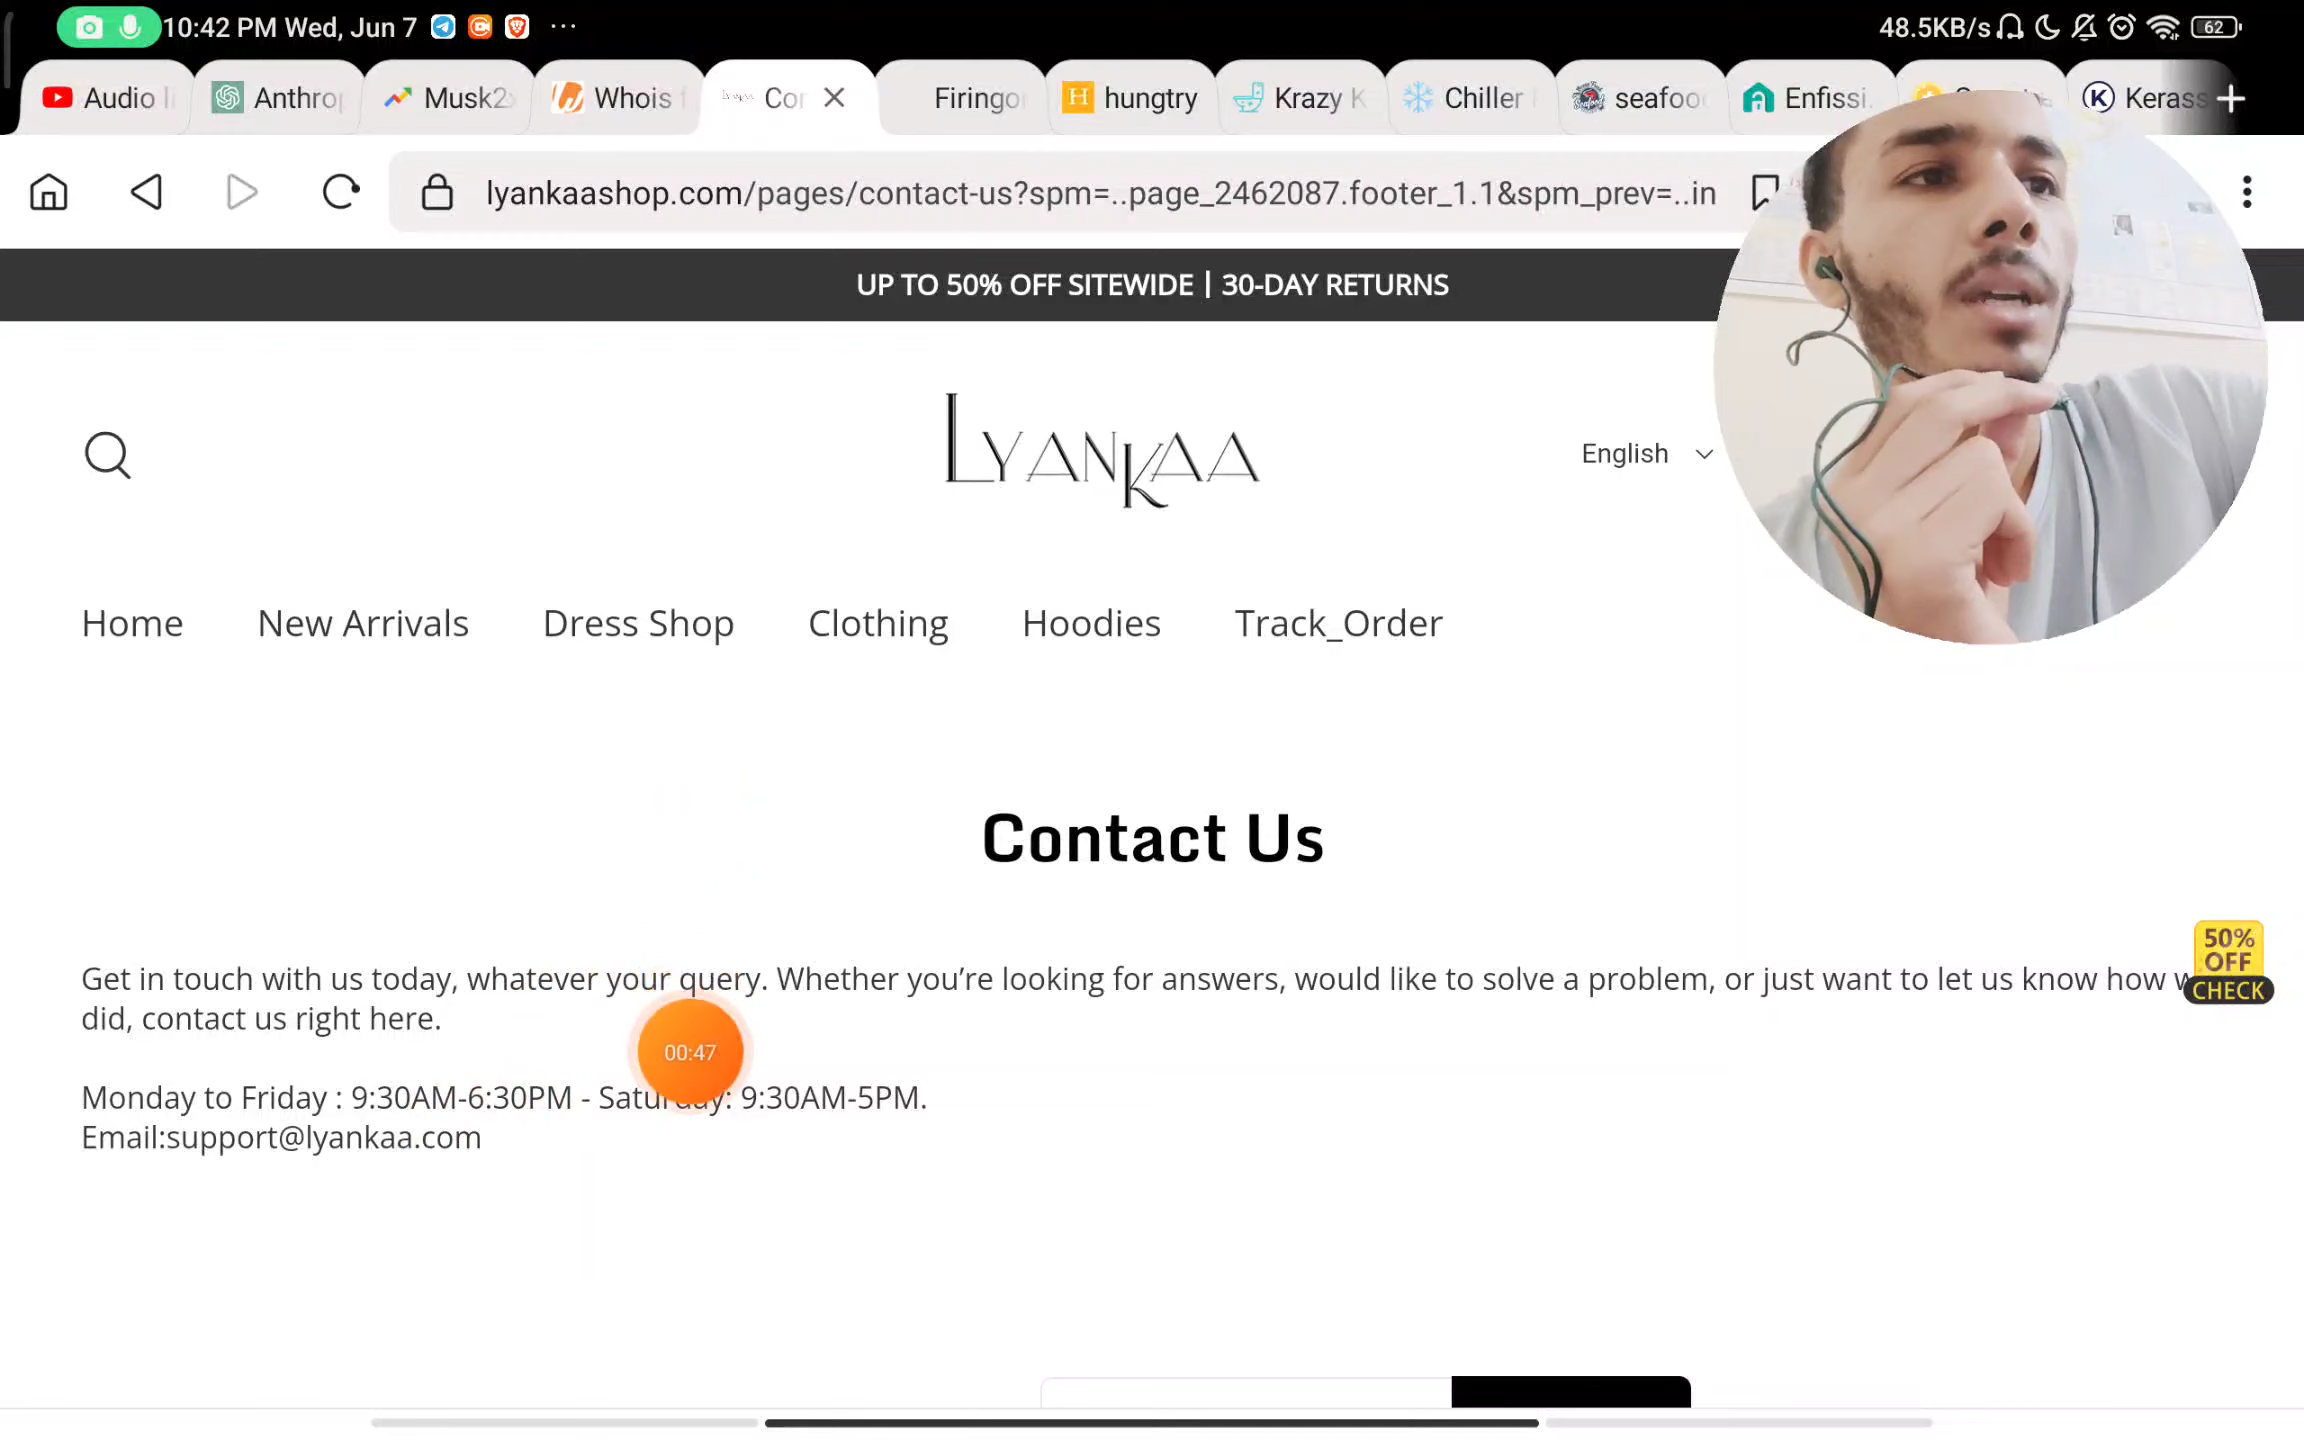 10:42 PM Wed, Jun 7 ... 48.5KB/s 62
Audio Anthro Musk2 Whois Co Firingo hungtry Krazy K Chiller seafoo Enfissi. Kerass
lyankaashop.com/pages/contact-us?spm=..page_2462087.footer_1.1&spm_prev=..in
UP TO 50% OFF SITEWIDE | 30-DAY RETURNS
LYANKAA
English
Home New Arrivals Dress Shop Clothing Hoodies Track_Order
Contact Us
Get in touch with us today, whatever your query. Whether you’re looking for answers, would like to solve a problem, or just want to let us know how
did, contact us right here.
50%
OFF
CHECK
00:47
Monday to Friday : 9:30AM-6:30PM - Saturday: 9:30AM-5PM.
Email:support@lyankaa.com